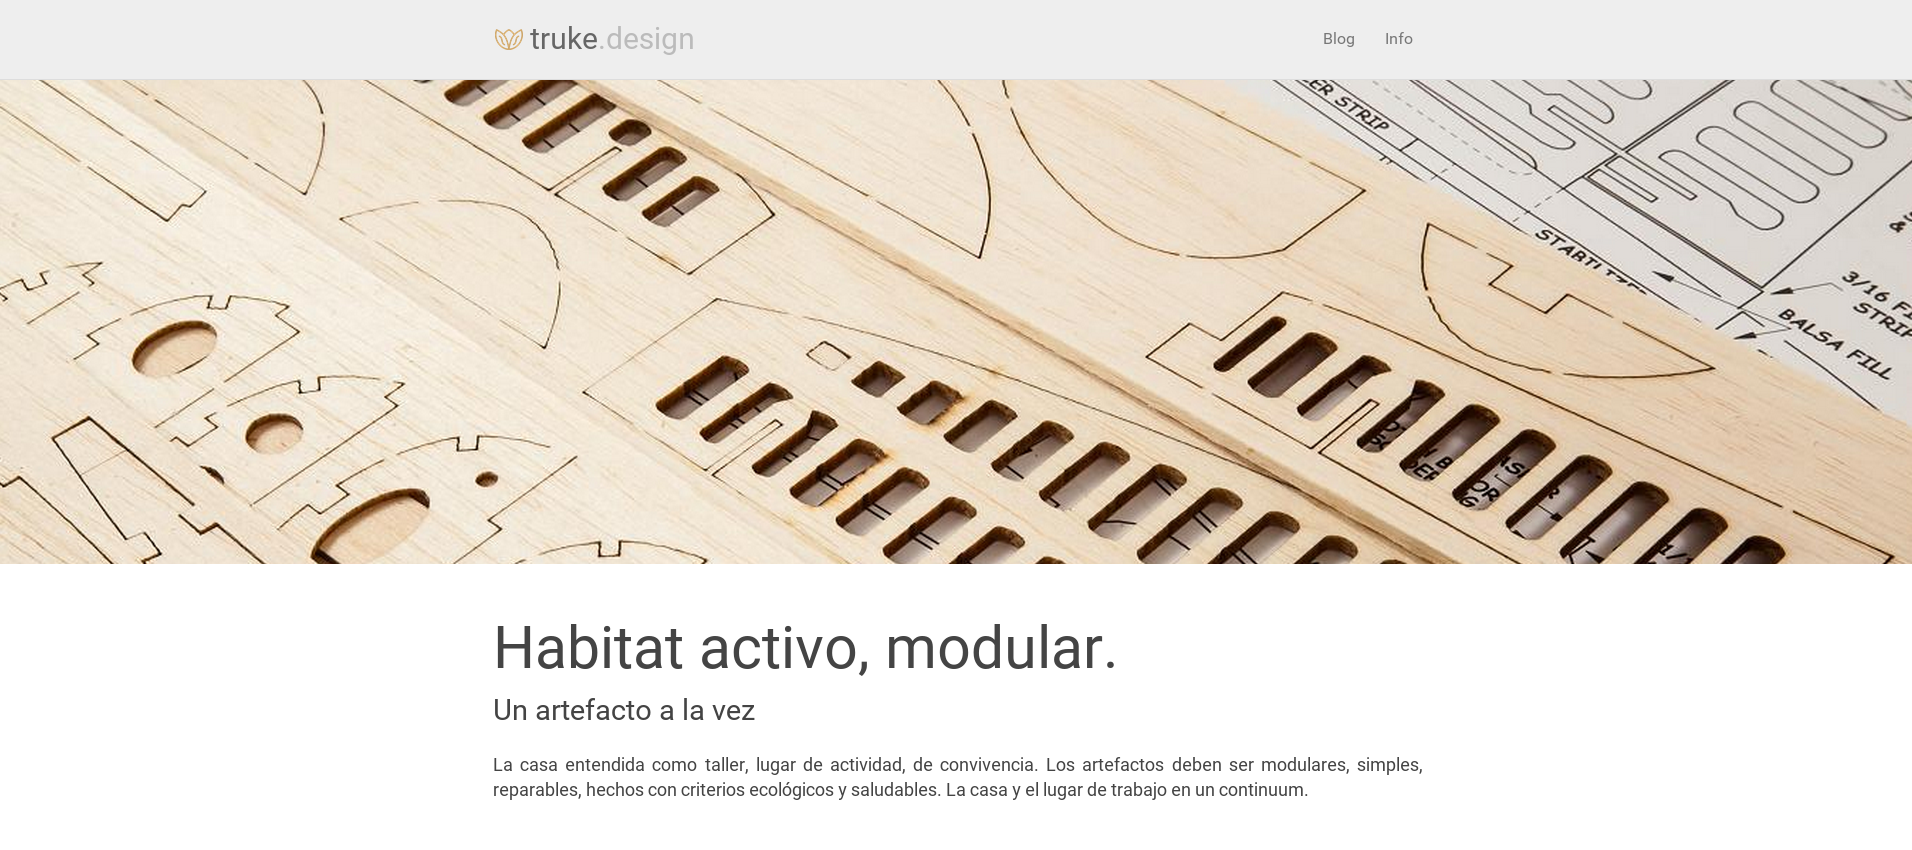 truke.design
Blog
Info
ER STRIP
3/16
BALSA FILL
Habitat activo, modular.
Un artefacto a la vez
La casa entendida como taller, lugar de actividad, de convivencia. Los artefactos deben ser modulares, simples,
reparables, hechos con criterios ecológicos y saludables. La casa y el lugar de trabajo en un continuum.